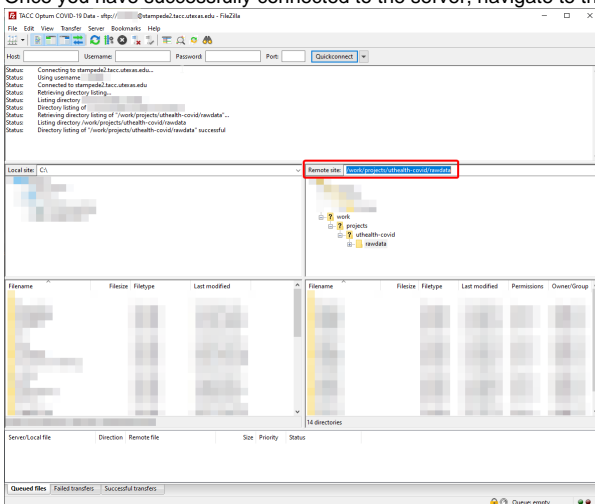 Once you have successfully connected to the server, navigate to th
TACC Optum COVID-19 Data - sftp:// @stampede2.tacc.utexas.edu - FileZilla
File Edit View Transfer Server Bookmarks Help
Host: Username: Password: Port: Quickconnect
Status: Connecting to stampede2.tacc.utexas.edu...
Status: Using username
Status: Connected to stampede2.tacc.utexas.edu
Status: Retrieving directory listing...
Status: Listing directory
Status: Directory listing of
Status: Retrieving directory listing of "/work/projects/uthealth-covid/rawdata"...
Status: Listing directory /work/projects/uthealth-covid/rawdata
Status: Directory listing of "/work/projects/uthealth-covid/rawdata" successful
Local site: C:\ Remote site: /work/projects/uthealth-covid/rawdata
work
projects
uthealth-covid
rawdata
Filename Filesize Filetype Last modified Filename Filesize Filetype Last modified Permissions Owner/Group
14 directories
Server/Local file Direction Remote file Size Priority Status
Queued files Failed transfers Successful transfers
Queue: empty